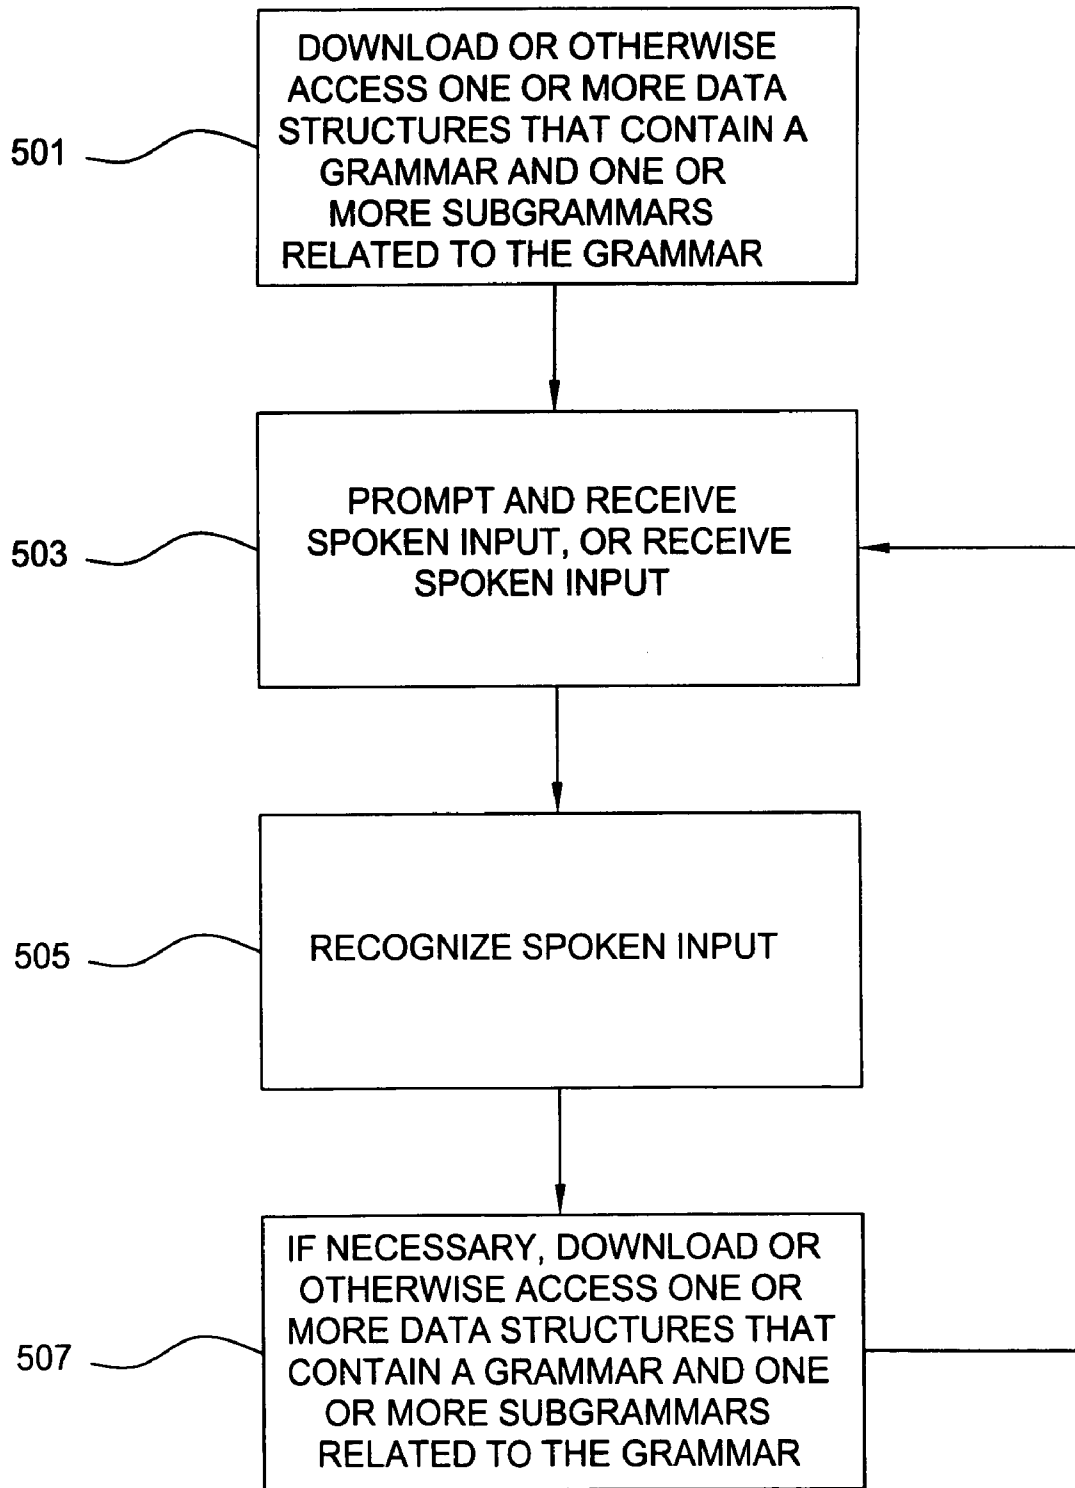 DOWNLOAD OR OTHERWISE
ACCESS ONE OR MORE DATA
STRUCTURES THAT CONTAIN A
GRAMMAR AND ONE OR
MORE SUBGRAMMARS
RELATED TO THE GRAMMAR
501
PROMPT AND RECEIVE
SPOKEN INPUT, OR RECEIVE
SPOKEN INPUT
503
RECOGNIZE SPOKEN INPUT
505
IF NECESSARY, DOWNLOAD OR
OTHERWISE ACCESS ONE OR
MORE DATA STRUCTURES THAT
CONTAIN A GRAMMAR AND ONE
OR MORE SUBGRAMMARS
RELATED TO THE GRAMMAR
507